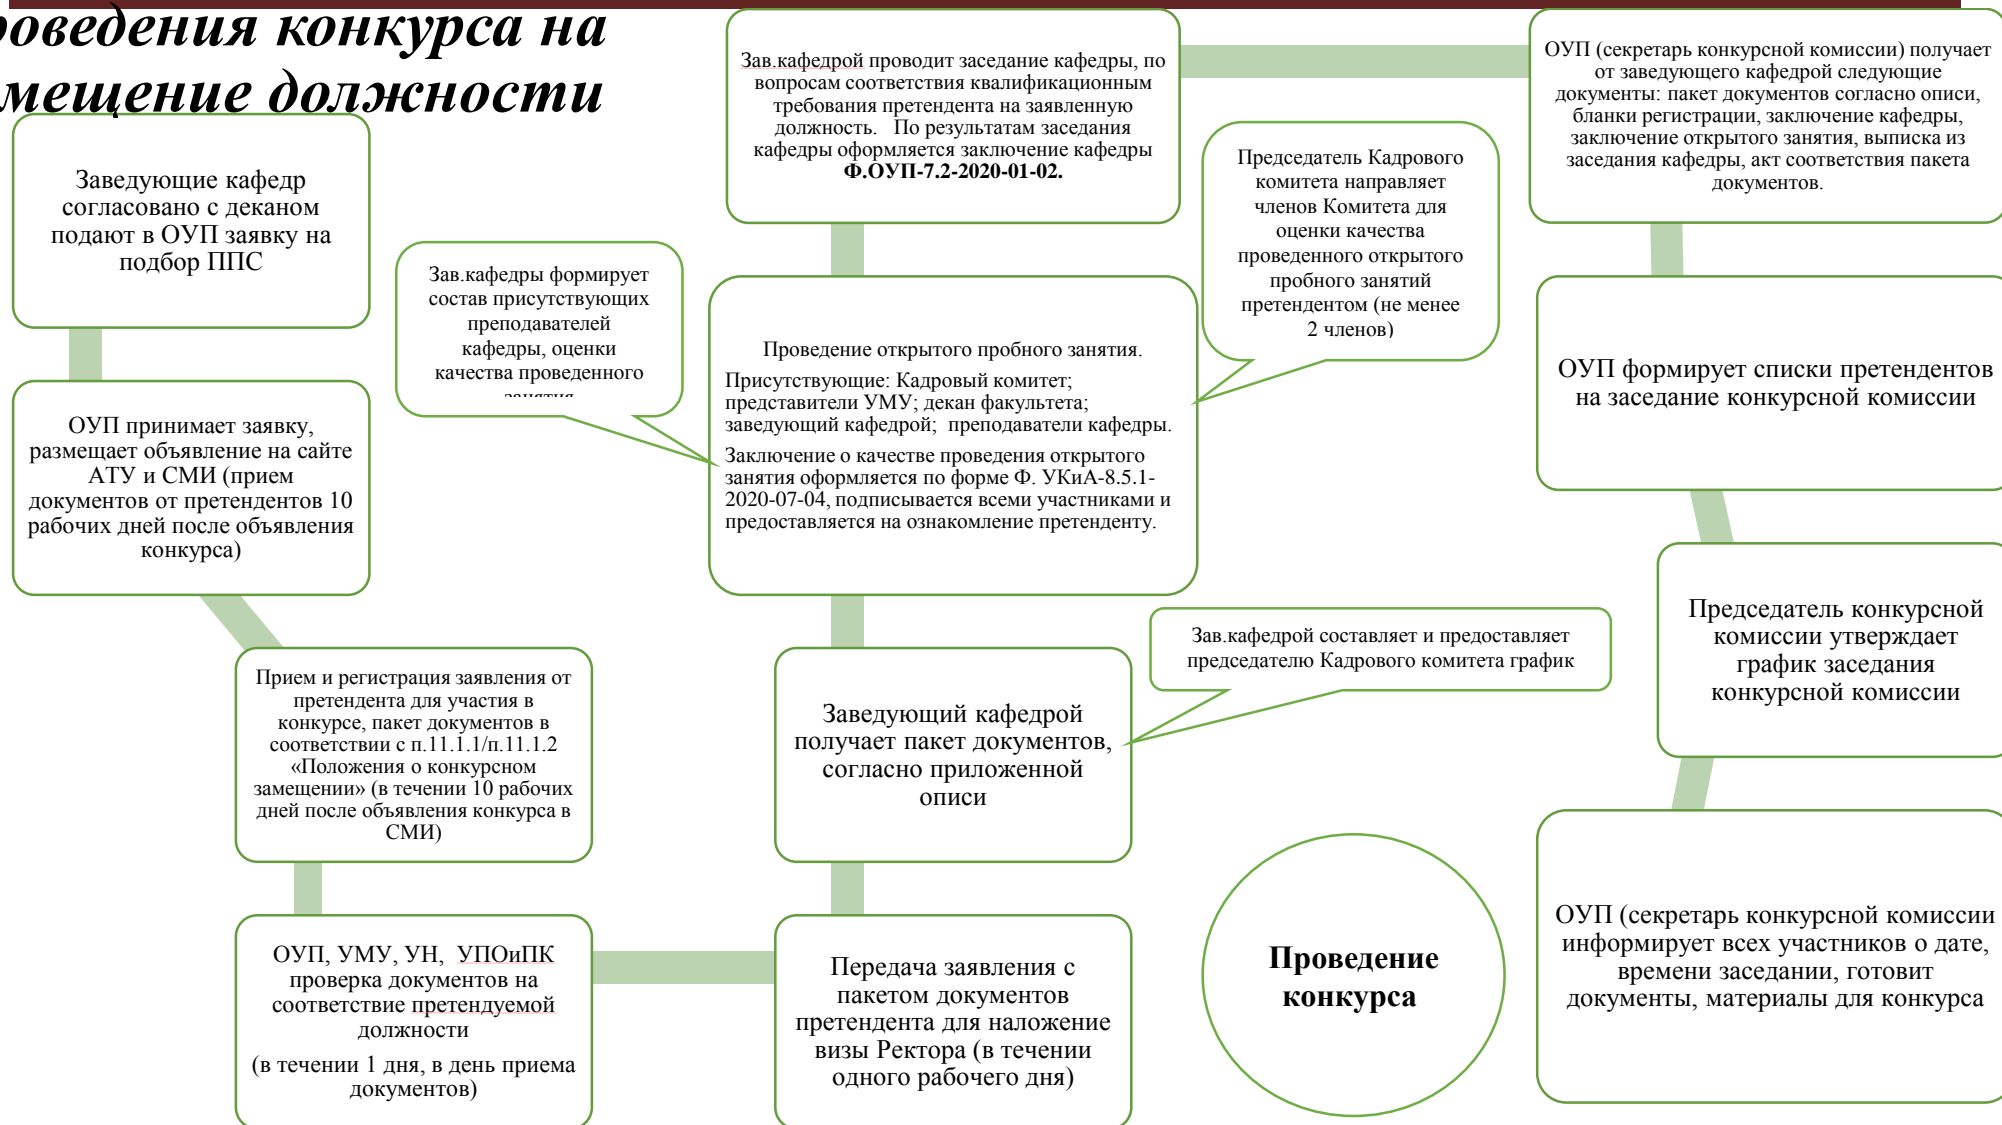 роведения конкурса на
мещение должности
Заведующие кафедр
согласовано с деканом
подают в ОУП заявку на
подбор ППС
ОУП принимает заявку,
размещает объявление на сайте
АТУ и СМИ (прием
документов от претендентов 10
рабочих дней после объявления
конкурса)
Прием и регистрация заявления от
претендента для участия в
конкурсе, пакет документов в
соответствии с п.11.1.1/п.11.1.2
«Положения о конкурсном
замещении» (в течении 10 рабочих
дней после объявления конкурса в
СМИ)
ОУП, УМУ, УН, УПОиПК
проверка документов на
соответствие претендуемой
должности
(в течении 1 дня, в день приема
документов)
Передача заявления с
пакетом документов
претендента для наложение
визы Ректора (в течении
одного рабочего дня)
Заведующий кафедрой
получает пакет документов,
согласно приложенной
описи
Зав.кафедрой составляет и предоставляет
председателю Кадрового комитета график
Проведение открытого пробного занятия.
Присутствующие: Кадровый комитет;
представители УМУ; декан факультета;
заведующий кафедрой; преподаватели кафедры.
Заключение о качестве проведения открытого
занятия оформляется по форме Ф. УКиА-8.5.1-
2020-07-04, подписывается всеми участниками и
предоставляется на ознакомление претенденту.
Зав.кафедры формирует
состав присутствующих
преподавателей
кафедры, оценки
качества проведенного
занятия
Председатель Кадрового
комитета направляет
членов Комитета для
оценки качества
проведенного открытого
пробного занятий
претендентом (не менее
2 членов)
Зав.кафедрой проводит заседание кафедры, по
вопросам соответствия квалификационным
требования претендента на заявленную
должность. По результатам заседания
кафедры оформляется заключение кафедры
Ф.ОУП-7.2-2020-01-02.
ОУП (секретарь конкурсной комиссии) получает
от заведующего кафедрой следующие
документы: пакет документов согласно описи,
бланки регистрации, заключение кафедры,
заключение открытого занятия, выписка из
заседания кафедры, акт соответствия пакета
документов.
ОУП формирует списки претендентов
на заседание конкурсной комиссии
Председатель конкурсной
комиссии утверждает
график заседания
конкурсной комиссии
ОУП (секретарь конкурсной комиссии
информирует всех участников о дате,
времени заседании, готовит
документы, материалы для конкурса
Проведение
конкурса